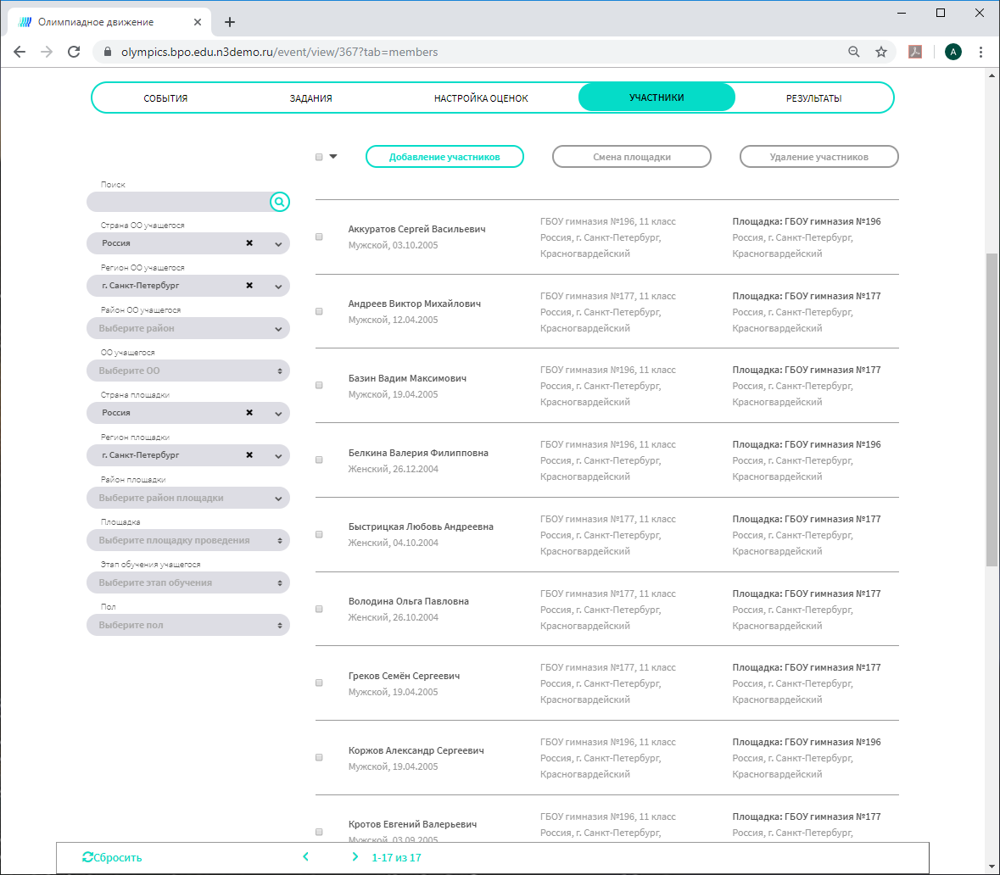 Олимпиадное движение
olympics.bpo.edu.n3demo.ru/event/view/367?tab=members
A
СОБЫТИЯ
ЗАДАНИЯ
НАСТРОЙКА ОЦЕНОК
УЧАСТНИКИ
РЕЗУЛЬТАТЫ
Добавление участников
Смена площадки
Удаление участников
Поиск
Страна ОО учащегося
Россия
Регион ОО учащегося
г. Санкт-Петербург
Район ОО учащегося
Выберите район
ОО учащегося
Выберите ОО
Страна площадки
Россия
Регион площадки
г. Санкт-Петербург
Район площадки
Выберите район площадки
Площадка
Выберите площадку проведения
Этап обучения учащегося
Выберите этап обучения
Пол
Выберите пол
Аккуратов Сергей Васильевич
Мужской, 03.10.2005
ГБОУ гимназия №196, 11 класс
Россия, г. Санкт-Петербург,
Красногвардейский
Площадка: ГБОУ гимназия №196
Россия, г. Санкт-Петербург,
Красногвардейский
Андреев Виктор Михайлович
Мужской, 12.04.2005
ГБОУ гимназия №177, 11 класс
Россия, г. Санкт-Петербург,
Красногвардейский
Площадка: ГБОУ гимназия №177
Россия, г. Санкт-Петербург,
Красногвардейский
Базин Вадим Максимович
Мужской, 19.04.2005
ГБОУ гимназия №196, 11 класс
Россия, г. Санкт-Петербург,
Красногвардейский
Площадка: ГБОУ гимназия №177
Россия, г. Санкт-Петербург,
Красногвардейский
Белкина Валерия Филипповна
Женский, 26.12.2004
ГБОУ гимназия №196, 11 класс
Россия, г. Санкт-Петербург,
Красногвардейский
Площадка: ГБОУ гимназия №196
Россия, г. Санкт-Петербург,
Красногвардейский
Быстрицкая Любовь Андреевна
Женский, 04.10.2004
ГБОУ гимназия №177, 11 класс
Россия, г. Санкт-Петербург,
Красногвардейский
Площадка: ГБОУ гимназия №177
Россия, г. Санкт-Петербург,
Красногвардейский
Володина Ольга Павловна
Женский, 26.10.2004
ГБОУ гимназия №177, 11 класс
Россия, г. Санкт-Петербург,
Красногвардейский
Площадка: ГБОУ гимназия №177
Россия, г. Санкт-Петербург,
Красногвардейский
Греков Семён Сергеевич
Мужской, 19.04.2005
ГБОУ гимназия №177, 11 класс
Россия, г. Санкт-Петербург,
Красногвардейский
Площадка: ГБОУ гимназия №177
Россия, г. Санкт-Петербург,
Красногвардейский
Коржов Александр Сергеевич
Мужской, 19.04.2005
ГБОУ гимназия №196, 11 класс
Россия, г. Санкт-Петербург,
Красногвардейский
Площадка: ГБОУ гимназия №196
Россия, г. Санкт-Петербург,
Красногвардейский
Кротов Евгений Валерьевич
Мужской, 03.09.2005
ГБОУ гимназия №196, 11 класс
Россия, г. Санкт-Петербург,
Площадка: ГБОУ гимназия №177
Россия, г. Санкт-Петербург,
Сбросить
1-17 из 17